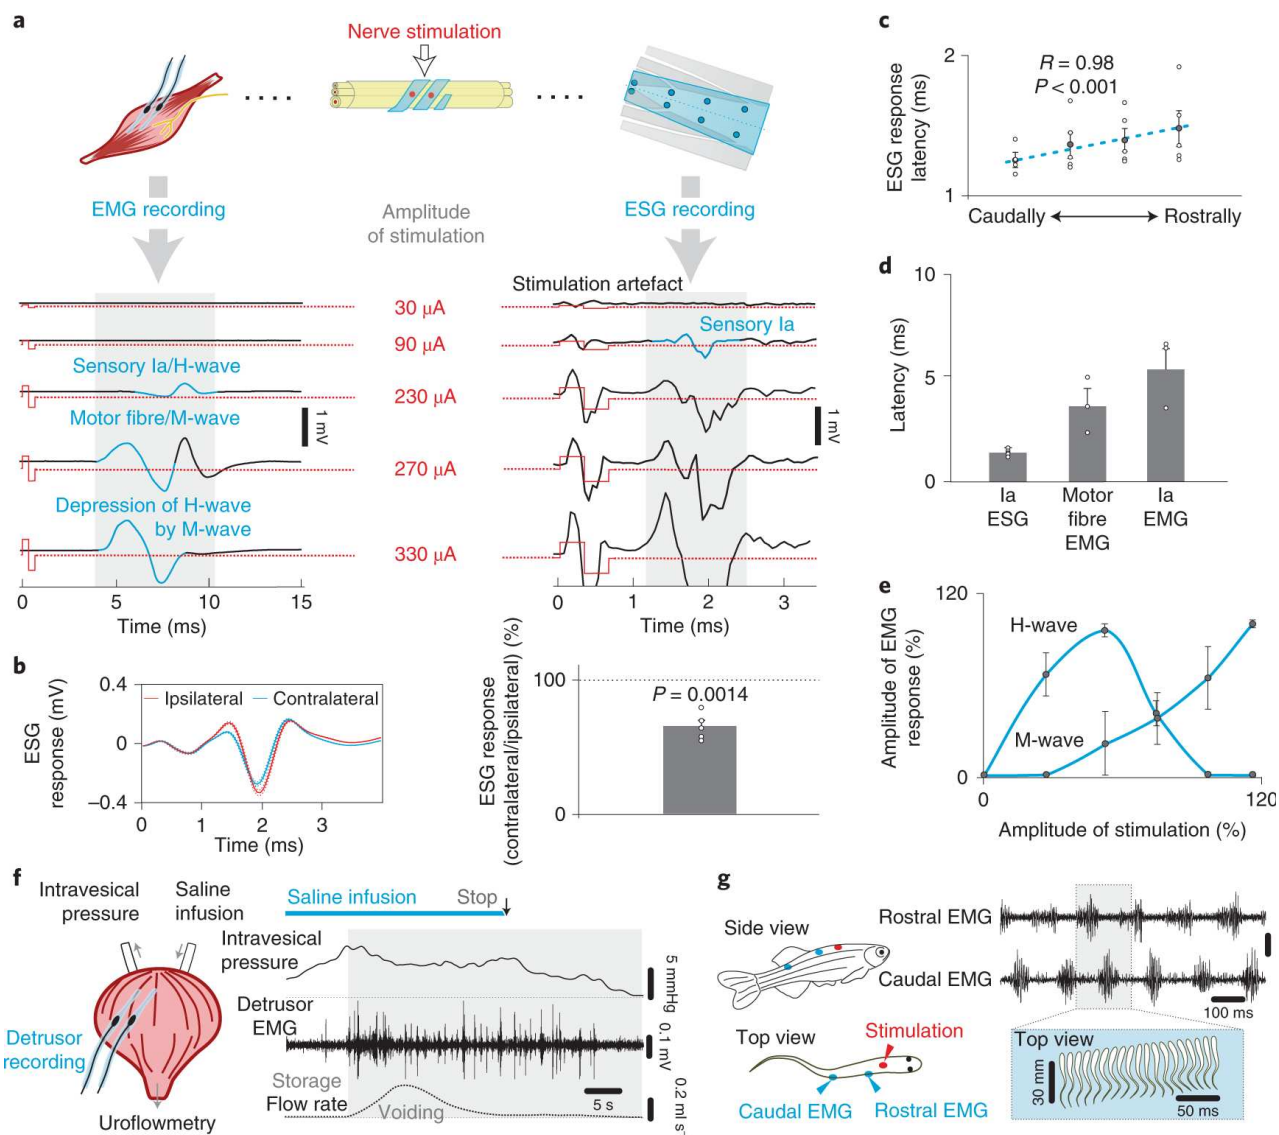 a
Nerve stimulation
EMG recording
Amplitude
of stimulation
ESG recording
Stimulation artefact
30 μA
90 μA
Sensory Ia
Sensory Ia/H-wave
230 μA
Motor fibre/M-wave
1 mV
1 mV
270 μA
Depression of H-wave
by M-wave
330 μA
0 5 10 15
Time (ms)
0 1 2 3
Time (ms)
b
ESG
response (mV)
0.4
0
–0.4
Ipsilateral
Contralateral
0 1 2 3
Time (ms)
ESG response
(contralateral/ipsilateral) (%)
100
0
P = 0.0014
c
ESG response
latency (ms)
2
1
R = 0.98
P < 0.001
Caudally
Rostrally
d
Latency (ms)
10
5
0
Ia
ESG
Motor
fibre
EMG
Ia
EMG
e
Amplitude of EMG
response (%)
120
0
H-wave
M-wave
0 120
Amplitude of stimulation (%)
f
Intravesical
pressure
Saline
infusion
Detrusor
recording
Uroflowmetry
Saline infusion
Stop
Intravesical
pressure
5 mmHg
Detrusor
EMG
0.1 mV
Storage
Flow rate
Voiding
5 s
0.2 ml s⁻
g
Side view
Top view
Stimulation
Caudal EMG
Rostral EMG
Rostral EMG
Caudal EMG
100 ms
Top view
30 mm
50 ms